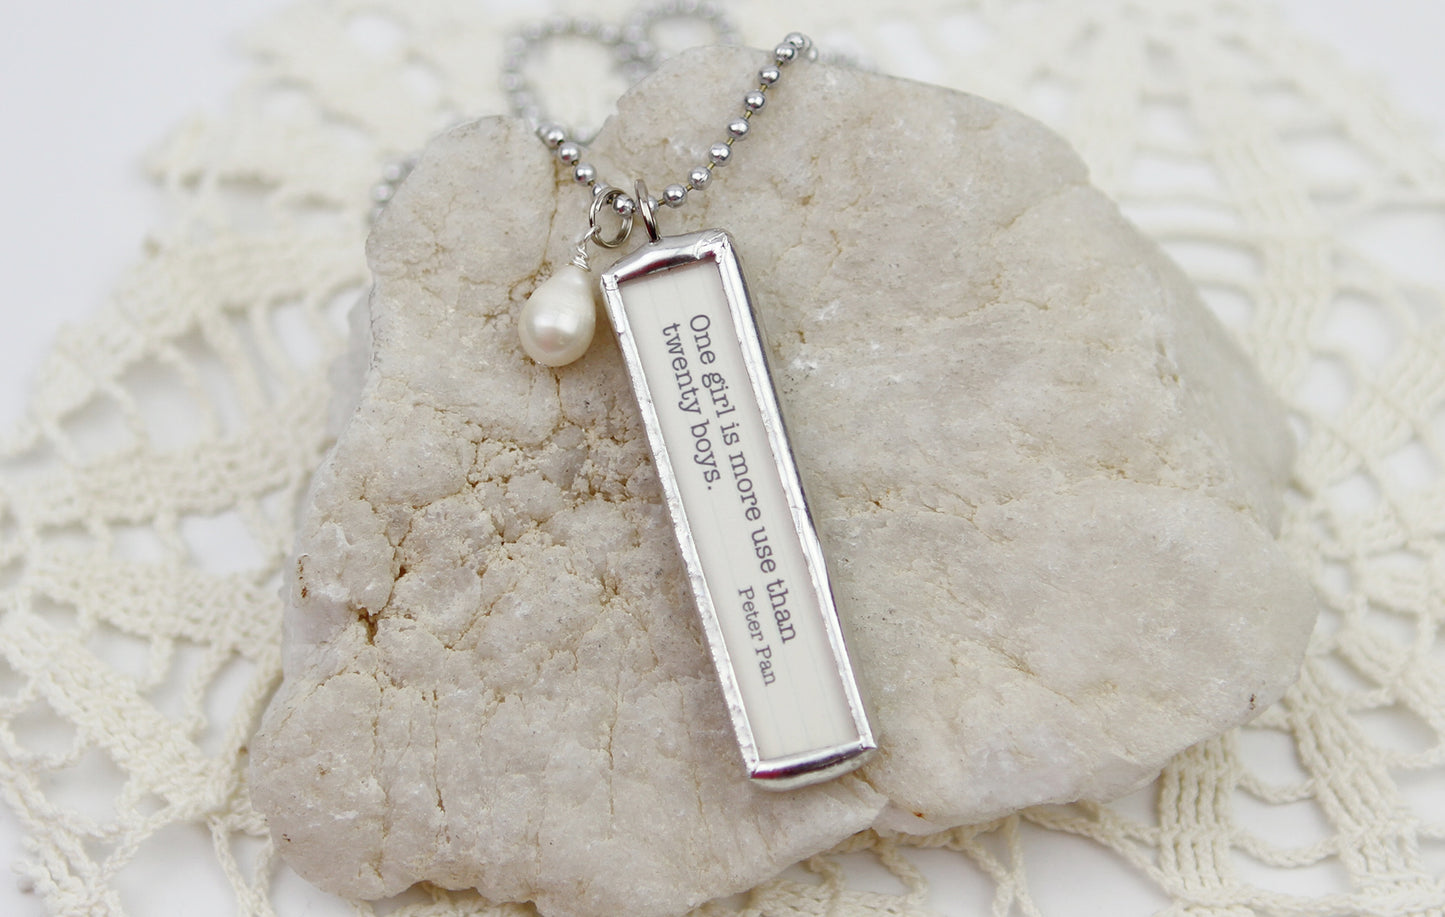 One girl is more use than
twenty boys.
Peter Pan